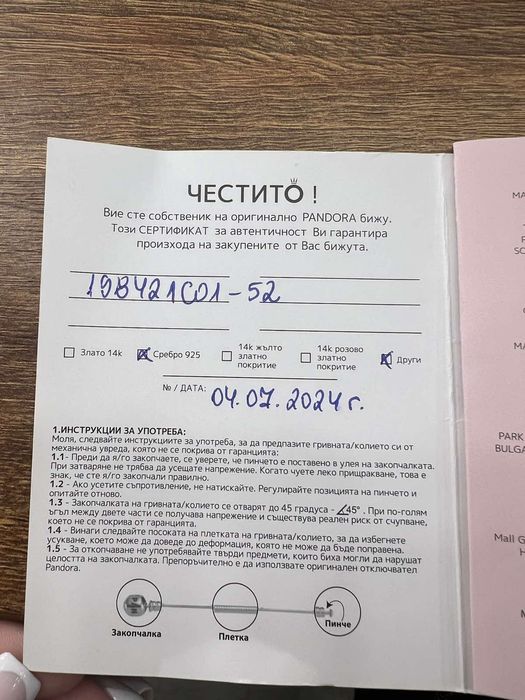 ЧЕСТИТО !
Вие сте собственик на оригинално PANDORA бижу.
Този СЕРТИФИКАТ за автентичност Ви гарантира
произхода на закупените от Вас бижута.
198421C01-52
Злато 14k
Сребро 925
14k жълто
златно
покритие
14k розово
златно
покритие
Други
№ / ДАТА:
04.07.2024 г.
1.ИНСТРУКЦИИ ЗА УПОТРЕБА:
Моля, следвайте инструкциите за употреба, за да предпазите гривната/колието си от
механична увреда, която не се покрива от гаранцията:
1.1- Преди да я/го закопчаете, се уверете, че пинчето е поставено в улея на закопчалката.
При затваряне не трябва да усещате напрежение. Когато чуете леко прищракване, това е
знак, че сте я/го закопчали правилно.
1.2 - Ако усетите съпротивление, не натискайте. Регулирайте позицията на пинчето и
опитайте отново.
1.3 - Закопчалката на гривната/колието се отварят до 45 градуса - ∠45° . При по-голям
ъгъл между двете части се получава напрежение и съществува реален риск от счупване,
което не се покрива от гаранцията.
1.4 - Винаги следвайте посоката на плетката на гривната/колието, за да избегнете
усукване, което може да доведе до деформация, която не може да бъде поправена.
1.5 - За откопчаване не употребявайте твърди предмети, които биха могли да нарушат
целостта на закопчалката. Препоръчително е да използвате оригинален отключвател
Pandora.
Закопчалка
Плетка
Пинче
MA
SO
MA
PARK
BULGA
Mall G